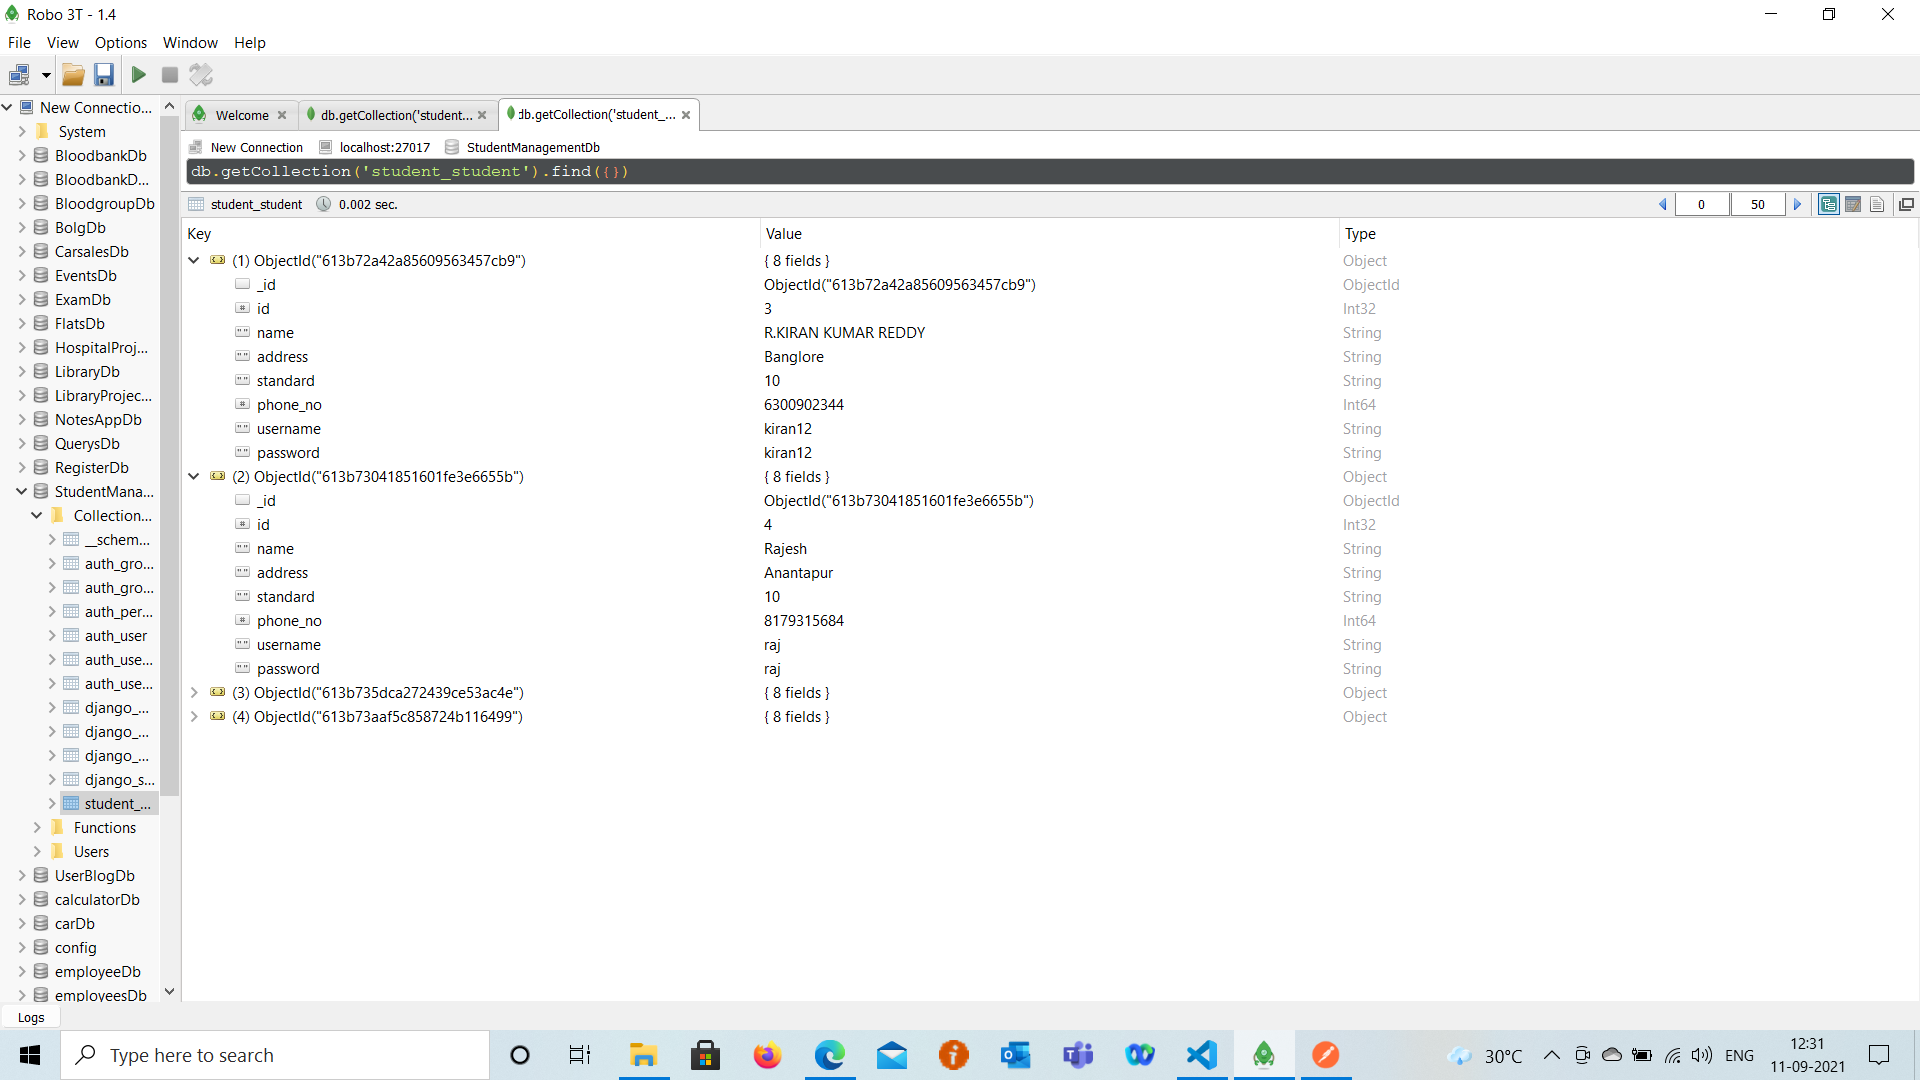 Robo 3T - 1.4
File View Options Window Help
New Connectio...
System
BloodbankDb
BloodbankD...
BloodgroupDb
BolgDb
CarsalesDb
EventsDb
ExamDb
FlatsDb
HospitalProj...
LibraryDb
LibraryProjec...
NotesAppDb
QuerysDb
RegisterDb
StudentMana...
Collection...
__schem...
auth_gro...
auth_gro...
auth_per...
auth_user
auth_use...
auth_use...
django_...
django_...
django_...
django_s...
student_...
Functions
Users
UserBlogDb
calculatorDb
carDb
config
employeeDb
employeesDb
Welcome db.getCollection('student... db.getCollection('student_...
New Connection localhost:27017 StudentManagementDb
db.getCollection('student_student').find({})
student_student 0.002 sec. 0 50
Key Value Type
(1) ObjectId("613b72a42a85609563457cb9") { 8 fields } Object
_id ObjectId("613b72a42a85609563457cb9") ObjectId
id 3 Int32
name R.KIRAN KUMAR REDDY String
address Banglore String
standard 10 String
phone_no 6300902344 Int64
username kiran12 String
password kiran12 String
(2) ObjectId("613b73041851601fe3e6655b") { 8 fields } Object
_id ObjectId("613b73041851601fe3e6655b") ObjectId
id 4 Int32
name Rajesh String
address Anantapur String
standard 10 String
phone_no 8179315684 Int64
username raj String
password raj String
(3) ObjectId("613b735dca272439ce53ac4e") { 8 fields } Object
(4) ObjectId("613b73aaf5c858724b116499") { 8 fields } Object
Logs
Type here to search
30°C ENG 12:31
11-09-2021